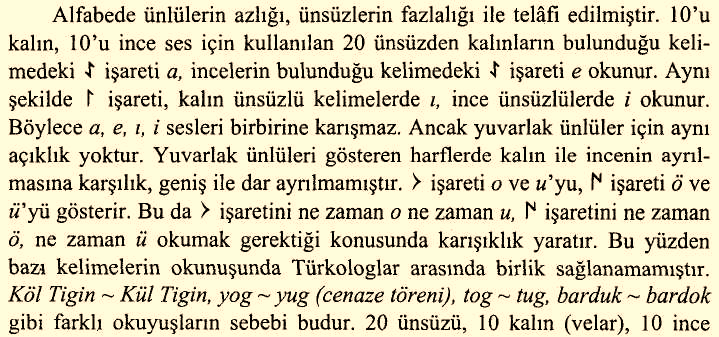 Alfabede ünlülerin azlığı, ünsüzlerin fazlalığı ile telâfi edilmiştir. 10’u
kalın, 10’u ince ses için kullanılan 20 ünsüzden kalınların bulunduğu keli-
medeki 𐰀 işareti a, incelerin bulunduğu kelimedeki 𐰀 işareti e okunur. Aynı
şekilde 𐰃 işareti, kalın ünsüzlü kelimelerde ı, ince ünsüzlülerde i okunur.
Böylece a, e, ı, i sesleri birbirine karışmaz. Ancak yuvarlak ünlüler için aynı
açıklık yoktur. Yuvarlak ünlüleri gösteren harflerde kalın ile incenin ayrıl-
masına karşılık, geniş ile dar ayrılmamıştır. 𐰆 işareti o ve u’yu, 𐰇 işareti ö ve
ü’yü gösterir. Bu da 𐰆 işaretini ne zaman o ne zaman u, 𐰇 işaretini ne zaman
ö, ne zaman ü okumak gerektiği konusunda karışıklık yaratır. Bu yüzden
bazı kelimelerin okunuşunda Türkologlar arasında birlik sağlanamamıştır.
Köl Tigin ~ Kül Tigin, yog ~ yug (cenaze töreni), tog ~ tug, barduk ~ bardok
gibi farklı okuyuşların sebebi budur. 20 ünsüzü, 10 kalın (velar), 10 ince